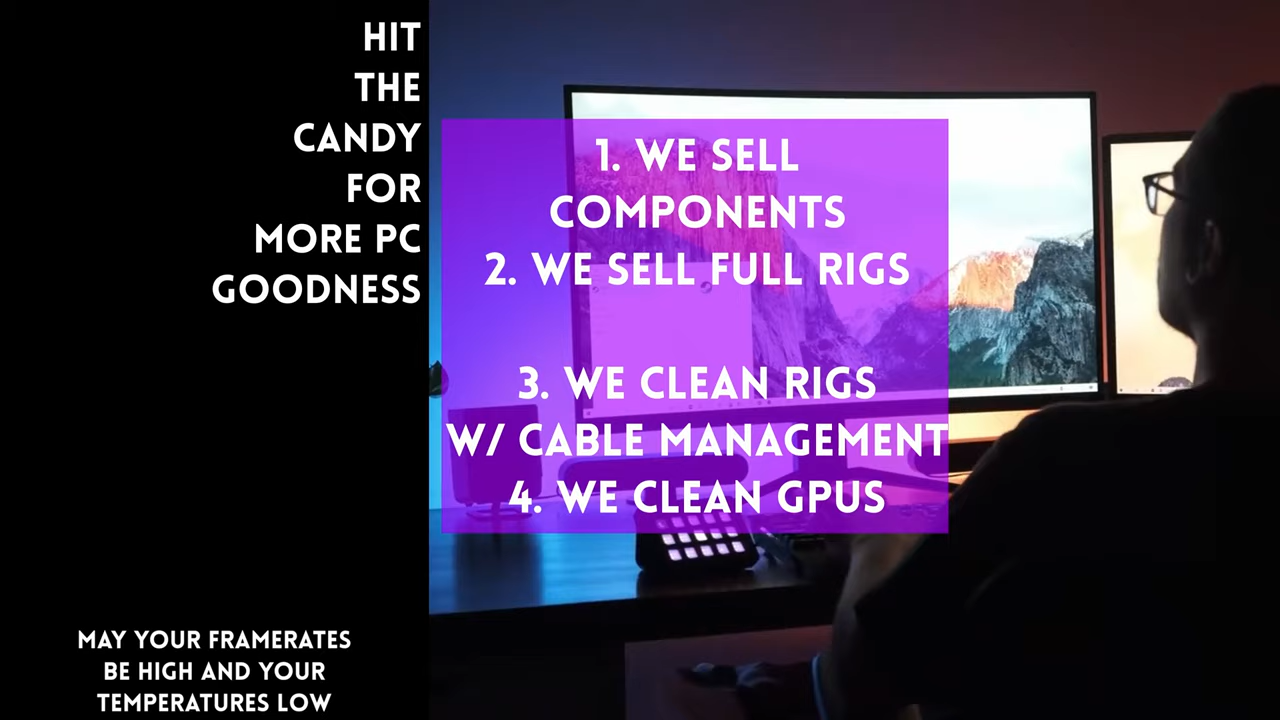 HIT
THE
CANDY
FOR
MORE PC
GOODNESS
1. WE SELL
COMPONENTS
2. WE SELL FULL RIGS
3. WE CLEAN RIGS
W/ CABLE MANAGEMENT
4. WE CLEAN GPUS
MAY YOUR FRAMERATES
BE HIGH AND YOUR
TEMPERATURES LOW